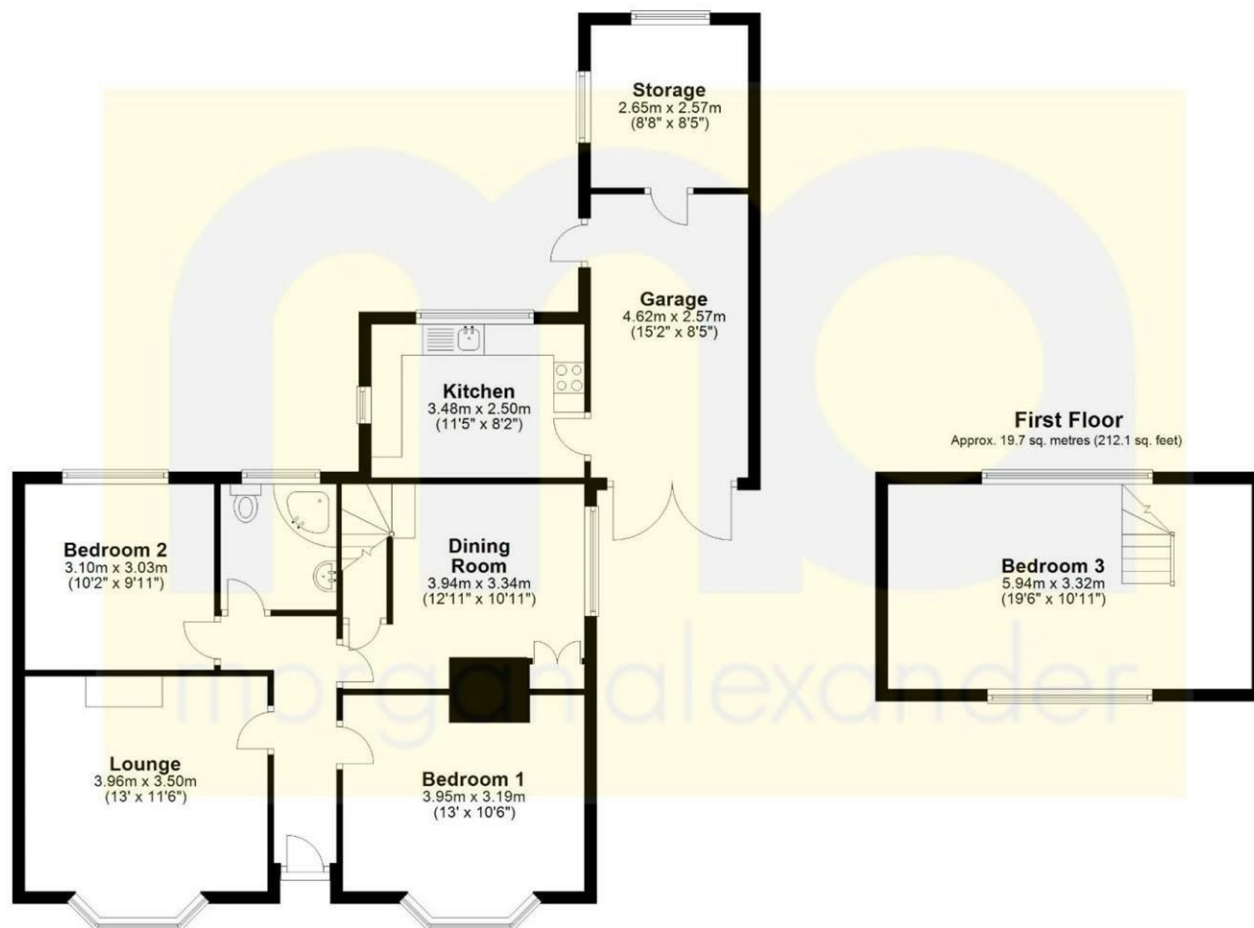 Storage
2.65m x 2.57m
(8'8" x 8'5")
Garage
4.62m x 2.57m
(15'2" x 8'5")
Kitchen
3.48m x 2.50m
(11'5" x 8'2")
First Floor
Approx. 19.7 sq. metres (212.1 sq. feet)
Bedroom 2
3.10m x 3.03m
(10'2" x 9'11")
Dining
Room
3.94m x 3.34m
(12'11" x 10'11")
Bedroom 3
5.94m x 3.32m
(19'6" x 10'11")
Lounge
3.96m x 3.50m
(13' x 11'6")
Bedroom 1
3.95m x 3.19m
(13' x 10'6")
ma
morgan alexander